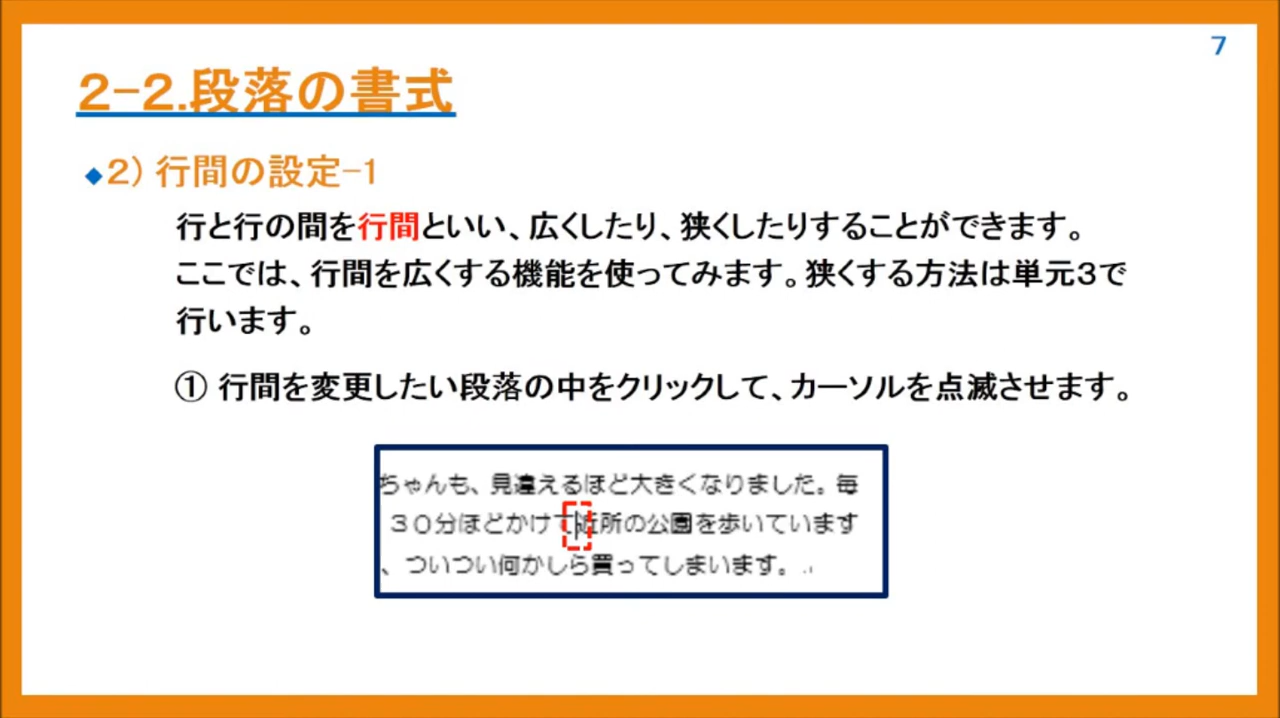 7
2-2.段落の書式
◆2) 行間の設定-1
行と行の間を行間といい、広くしたり、狭くしたりすることができます。
ここでは、行間を広くする機能を使ってみます。狭くする方法は単元3で
行います。
① 行間を変更したい段落の中をクリックして、カーソルを点滅させます。
ちゃんも、見違えるほど大きくなりました。毎
30分ほどかけて近所の公園を歩いています
、ついつい何かしら買ってしまいます。